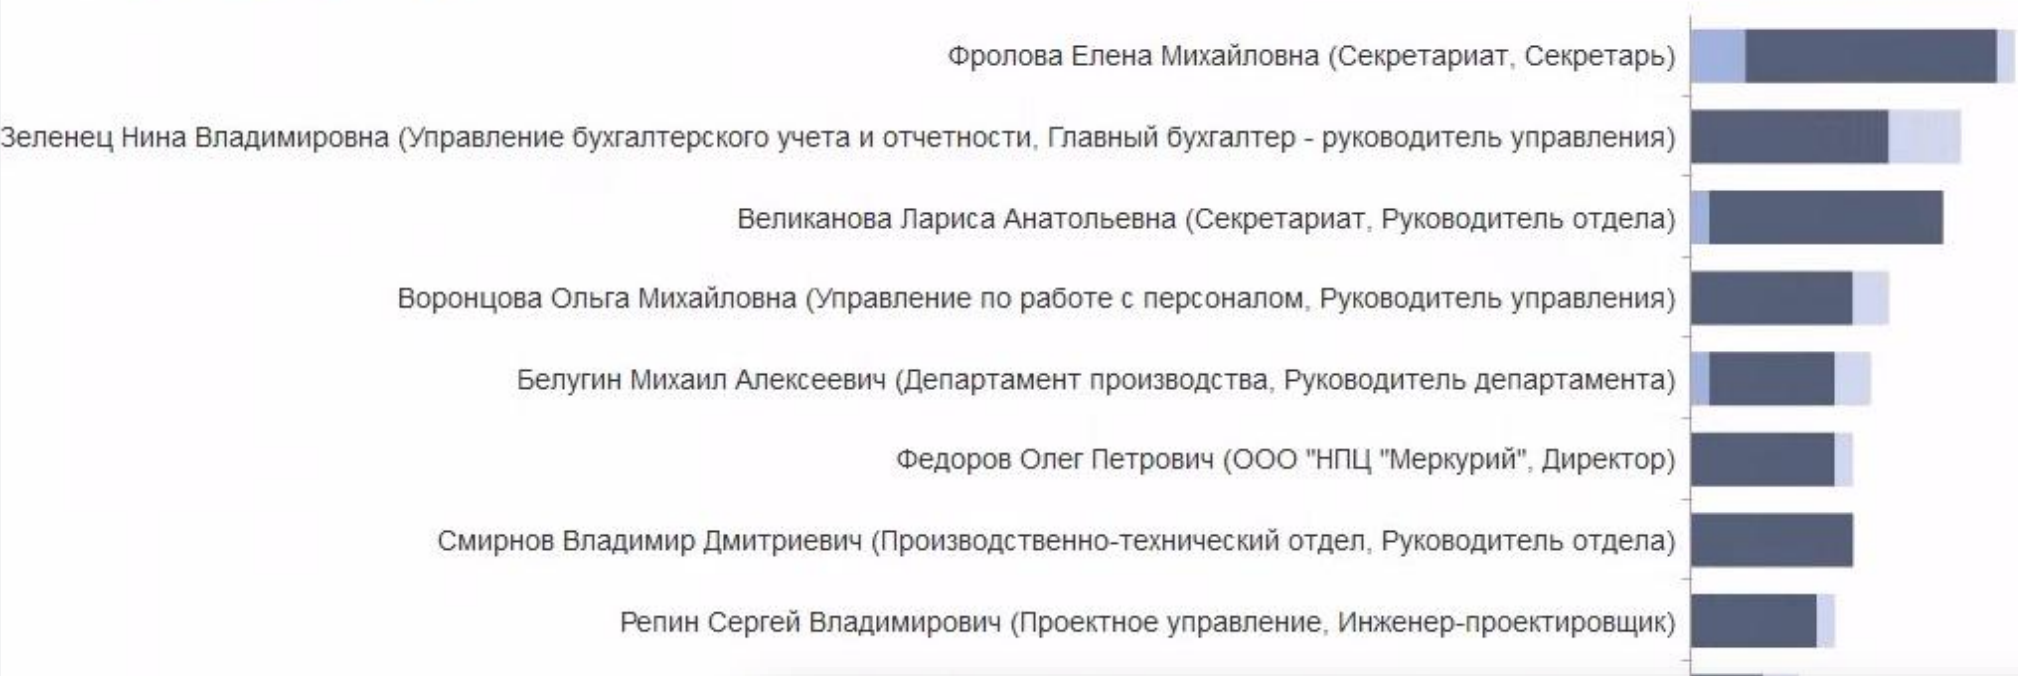 Фролова Елена Михайловна (Секретариат, Секретарь)
Зеленец Нина Владимировна (Управление бухгалтерского учета и отчетности, Главный бухгалтер - руководитель управления)
Великанова Лариса Анатольевна (Секретариат, Руководитель отдела)
Воронцова Ольга Михайловна (Управление по работе с персоналом, Руководитель управления)
Белугин Михаил Алексеевич (Департамент производства, Руководитель департамента)
Федоров Олег Петрович (ООО "НПЦ "Меркурий", Директор)
Смирнов Владимир Дмитриевич (Производственно-технический отдел, Руководитель отдела)
Репин Сергей Владимирович (Проектное управление, Инженер-проектировщик)